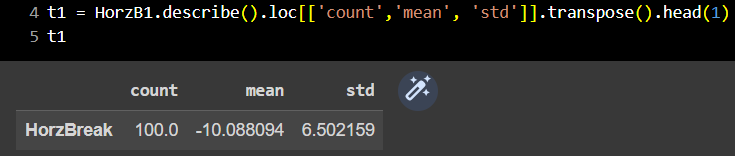 4 t1 = HorzB1.describe().loc[['count','mean', 'std']].transpose().head(1)
5 t1
count mean std
HorzBreak 100.0 -10.088094 6.502159